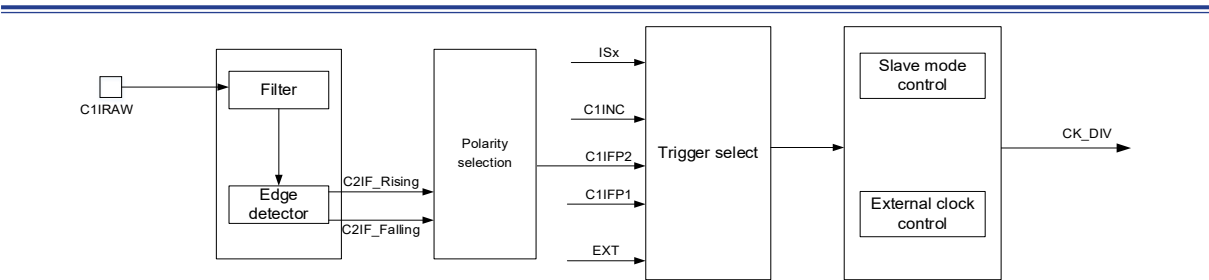 C1IRAW
Filter
Edge
detector
C2IF_Rising
C2IF_Falling
Polarity
selection
ISx
C1INC
C1IFP2
C1IFP1
EXT
Trigger select
Slave mode
control
External clock
control
CK_DIV